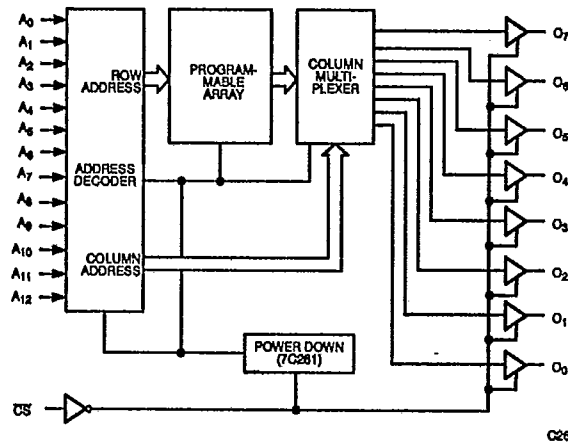 A0
A1
A2
A3
A4
A5
A6
A7
A8
A9
A10
A11
A12
ROW
ADDRESS
ADDRESS
DECODER
COLUMN
ADDRESS
PROGRAM-
MABLE
ARRAY
COLUMN
MULTI-
PLEXER
POWER DOWN
(7C261)
CS
O7
O6
O5
O4
O3
O2
O1
O0
C26